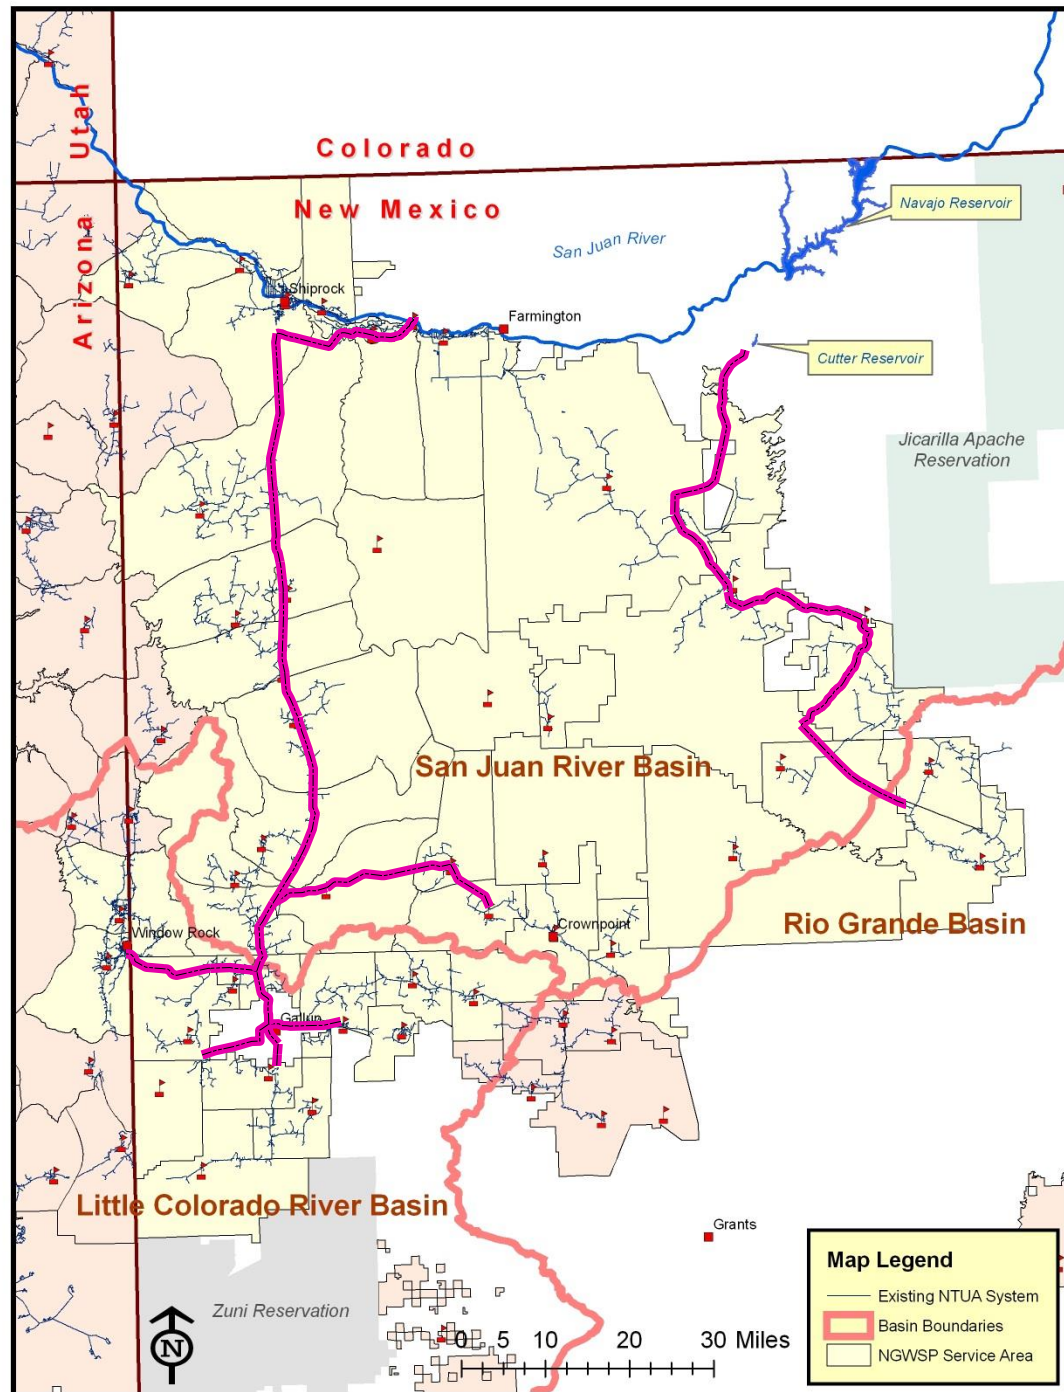 Utah
Colorado
Navajo Reservoir
New Mexico
Arizona
San Juan River
Shiprock
Farmington
Cutter Reservoir
Jicarilla Apache
Reservation
San Juan River Basin
Rio Grande Basin
Crownpoint
Window Rock
Gallup
Little Colorado River Basin
Grants
Zuni Reservation
N
0 5 10 20 30 Miles
Map Legend
Existing NTUA System
Basin Boundaries
NGWSP Service Area